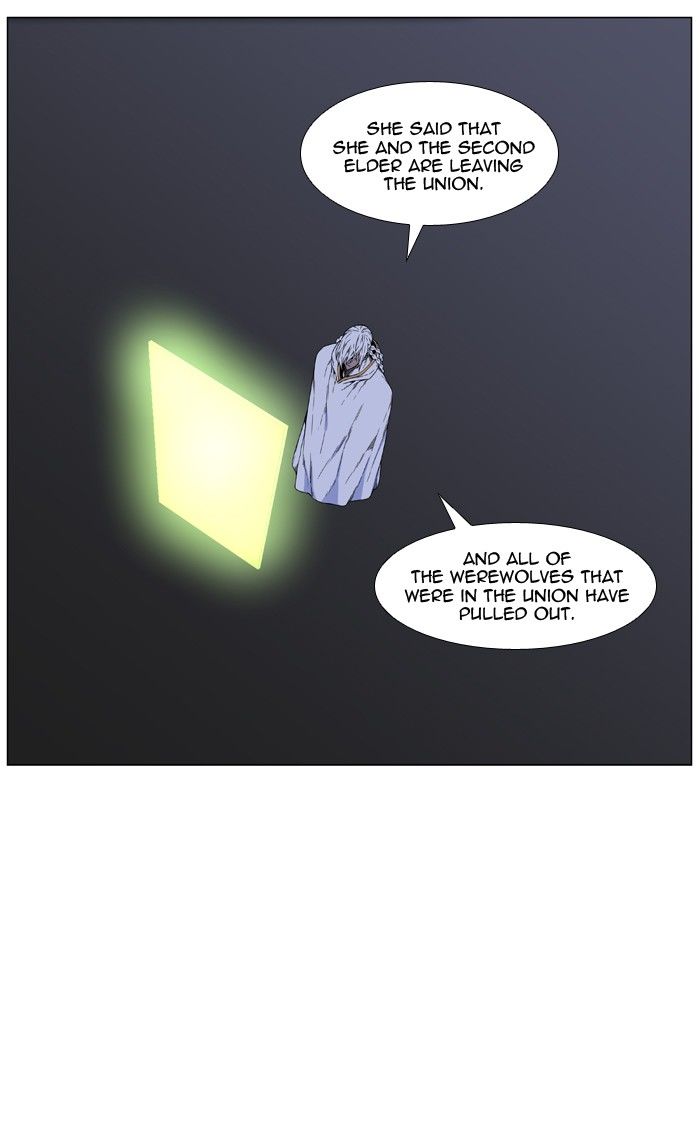 SHE SAID THAT
SHE AND THE SECOND
ELDER ARE LEAVING
THE UNION.
AND ALL OF
THE WEREWOLVES THAT
WERE IN THE UNION HAVE
PULLED OUT.